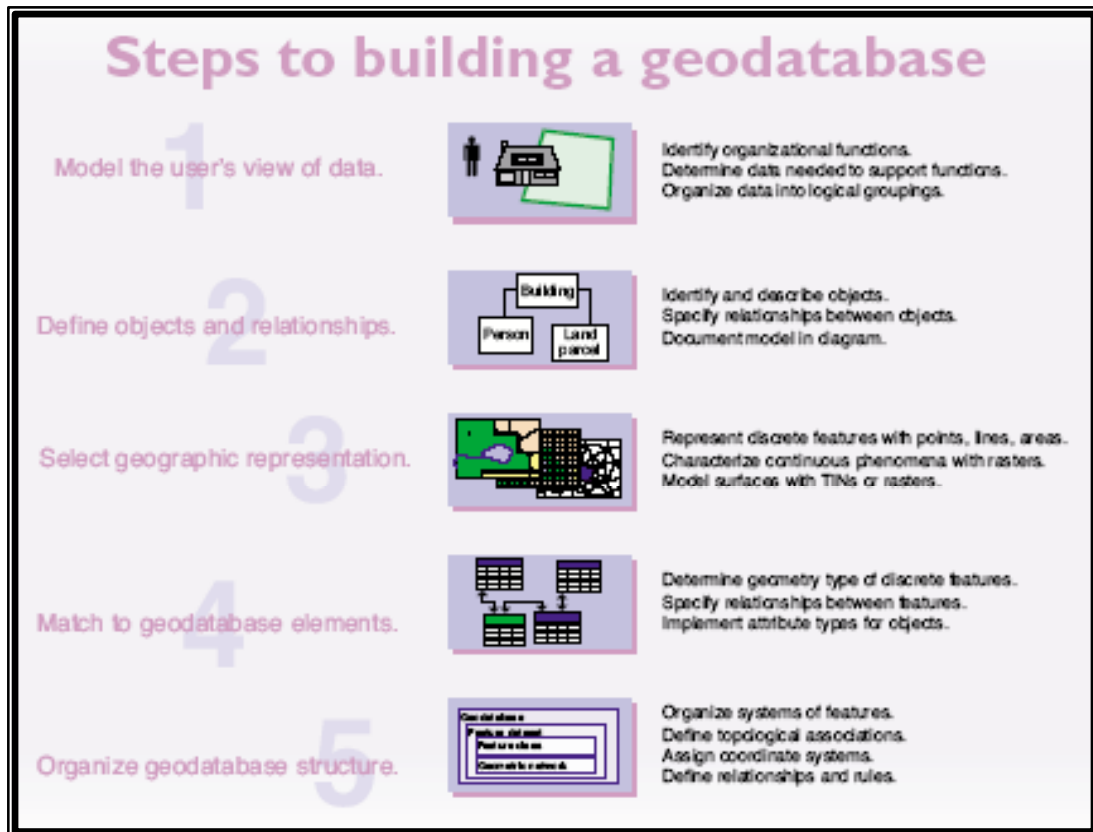 Steps to building a geodatabase
1
Model the user's view of data.
Identify organizational functions.
Determine data needed to support functions.
Organize data into logical groupings.
2
Define objects and relationships.
Building
Person
Land
parcel
Identify and describe objects.
Specify relationships between objects.
Document model in diagram.
3
Select geographic representation.
Represent discrete features with points, lines, areas.
Characterize continuous phenomena with rasters.
Model surfaces with TINs or rasters.
4
Match to geodatabase elements.
Determine geometry type of discrete features.
Specify relationships between features.
Implement attribute types for objects.
5
Organize geodatabase structure.
Geodatabase
Feature dataset
Feature class
Geometric network
Organize systems of features.
Define topological associations.
Assign coordinate systems.
Define relationships and rules.